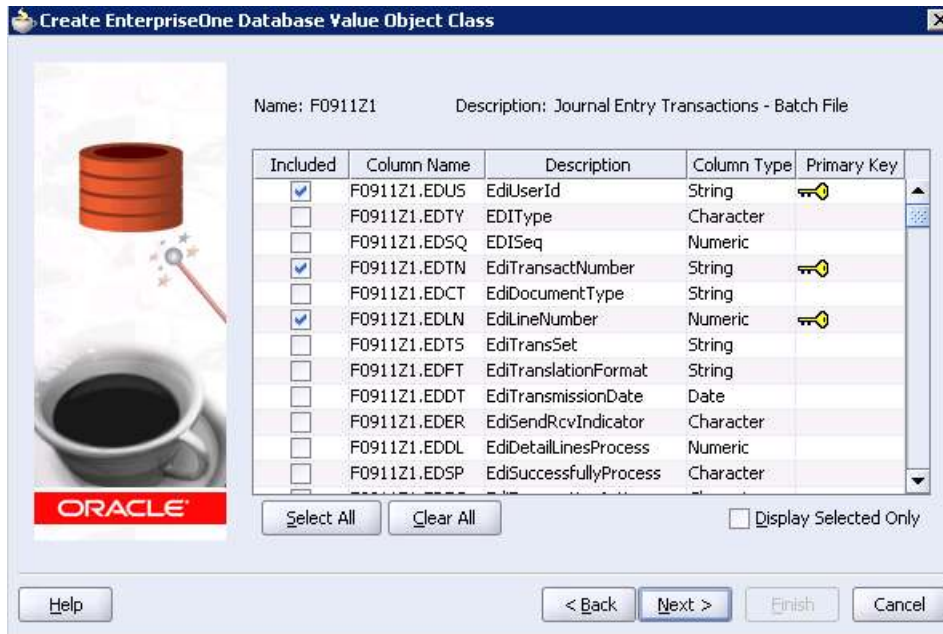 Create EnterpriseOne Database Value Object Class
Name: F0911Z1 Description: Journal Entry Transactions - Batch File
Included Column Name Description Column Type Primary Key
F0911Z1.EDUS EdiUserId String
F0911Z1.EDTY EDIType Character
F0911Z1.EDSQ EDISeq Numeric
F0911Z1.EDTN EdiTransactNumber String
F0911Z1.EDCT EdiDocumentType String
F0911Z1.EDLN EdiLineNumber Numeric
F0911Z1.EDTS EdiTransSet String
F0911Z1.EDFT EdiTranslationFormat String
F0911Z1.EDDT EdiTransmissionDate Date
F0911Z1.EDER EdiSendRcvIndicator Character
F0911Z1.EDDL EdiDetailLinesProcess Numeric
F0911Z1.EDSP EdiSuccessfullyProcess Character
ORACLE
Select All Clear All Display Selected Only
Help < Back Next > Finish Cancel